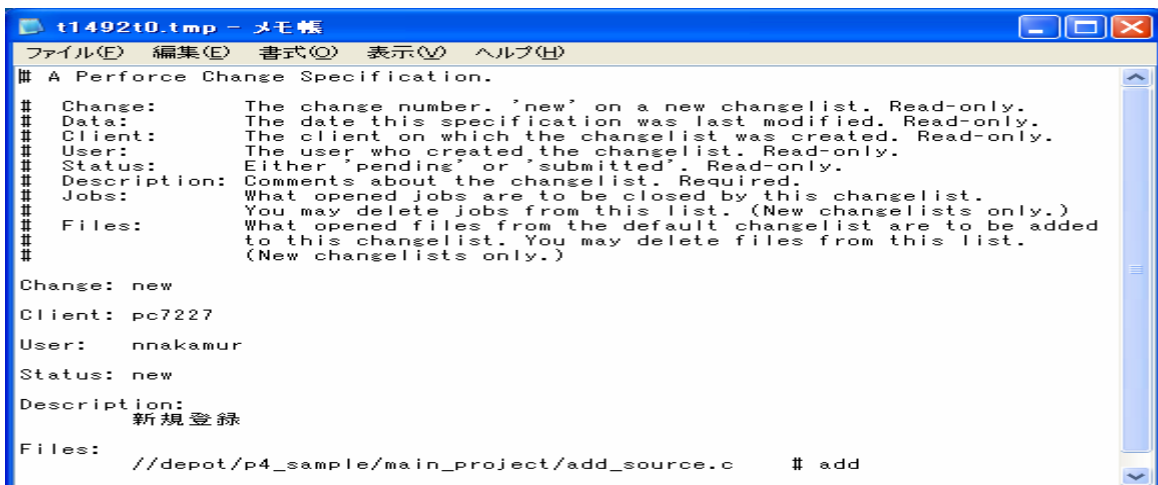 t1492t0.tmp - メモ帳
ファイル(F) 編集(E) 書式(O) 表示(V) ヘルプ(H)
# A Perforce Change Specification.
# Change: The change number. 'new' on a new changelist. Read-only.
# Data: The date this specification was last modified. Read-only.
# Client: The client on which the changelist was created. Read-only.
# User: The user who created the changelist. Read-only.
# Status: Either 'pending' or 'submitted'. Read-only.
# Description: Comments about the changelist. Required.
# Jobs: What opened jobs are to be closed by this changelist.
# You may delete jobs from this list. (New changelists only.)
# Files: What opened files from the default changelist are to be added
# to this changelist. You may delete files from this list.
# (New changelists only.)
Change: new
Client: pc7227
User: nnakamur
Status: new
Description:
新規登録
Files:
//depot/p4_sample/main_project/add_source.c # add